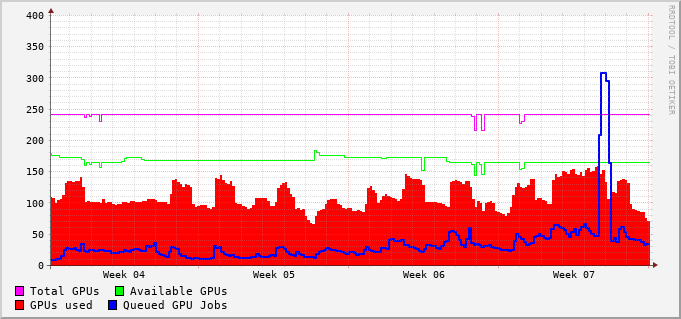 400
350
300
250
200
150
100
50
0
Week 04 Week 05 Week 06 Week 07
Total GPUs Available GPUs
GPUs used Queued GPU Jobs
RRDTOOL / TOBI OETIKER